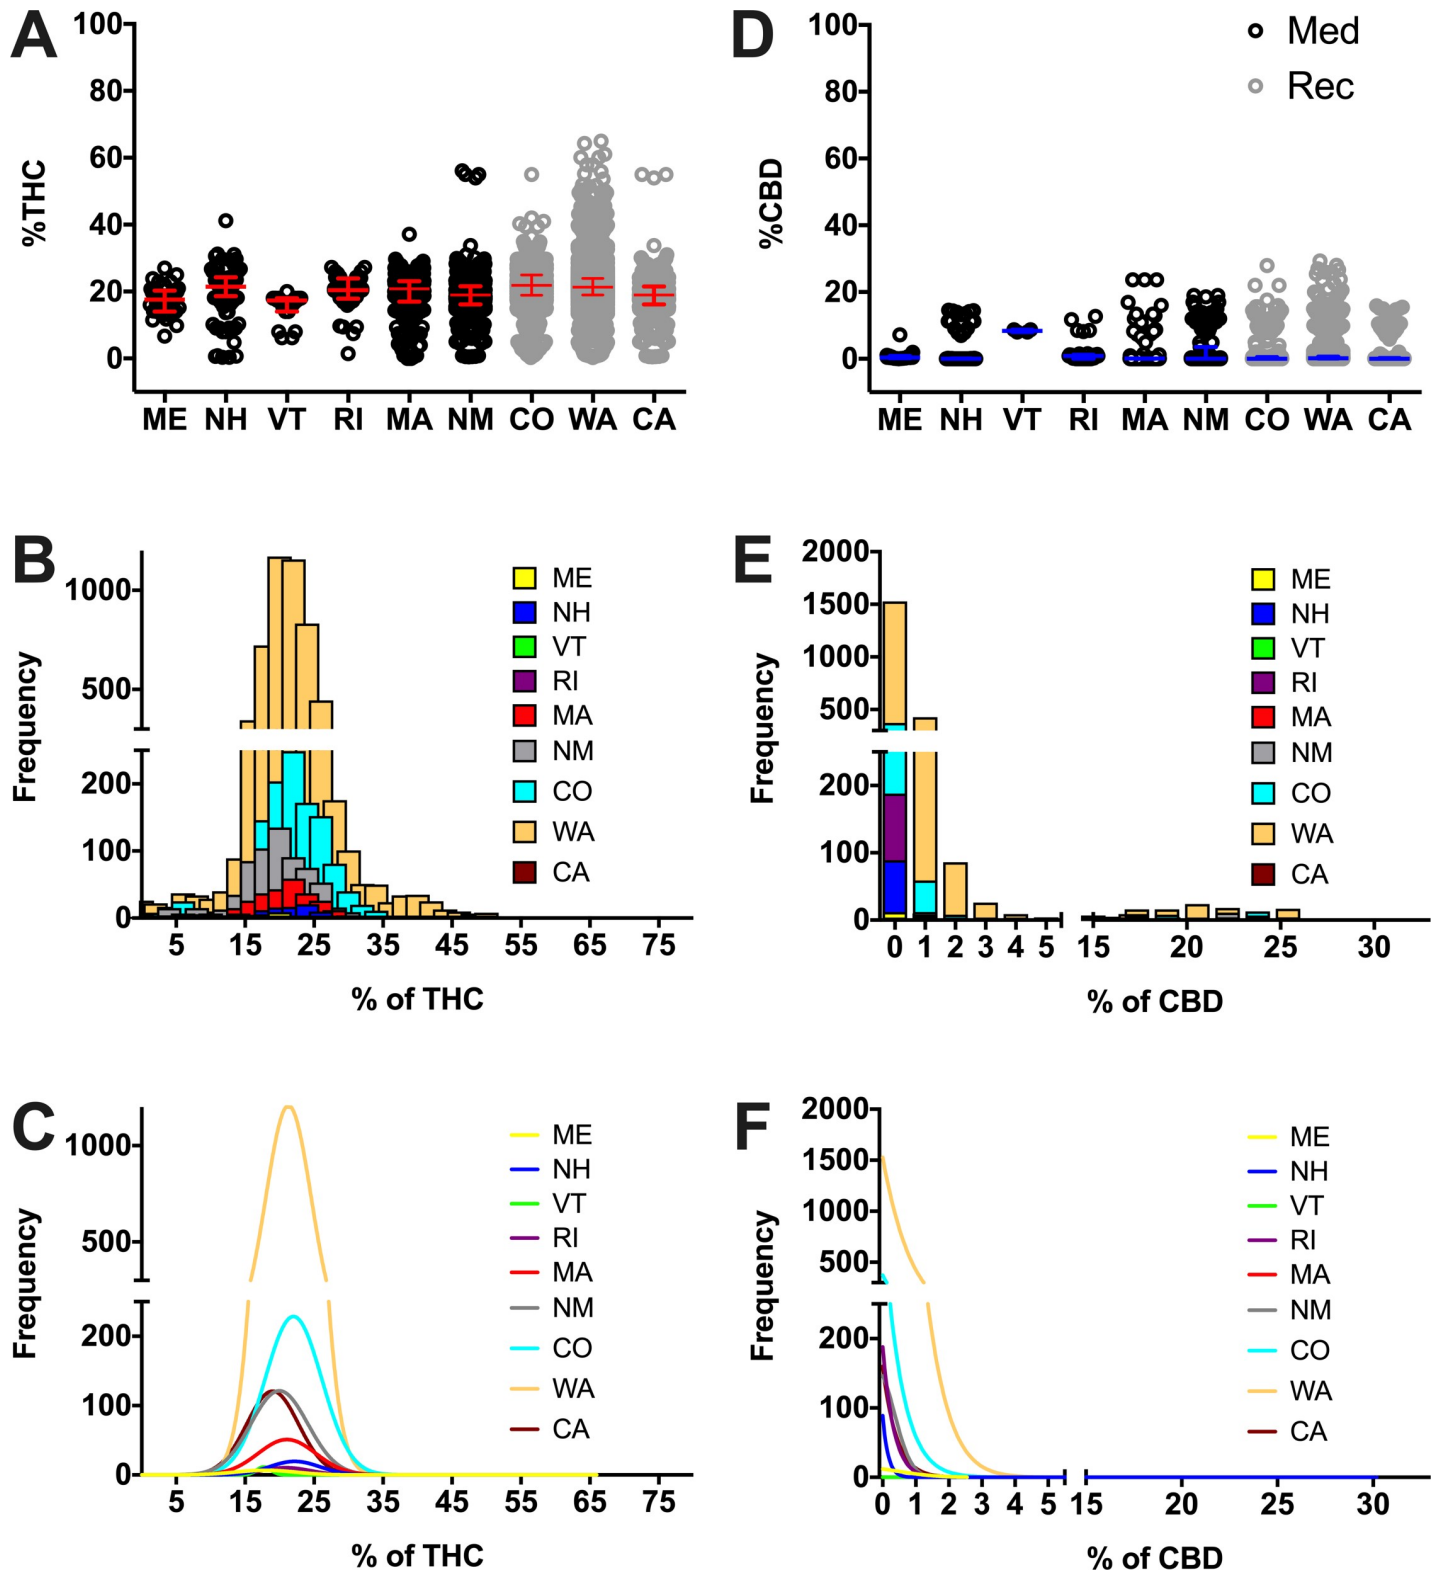 A
100
80
60
40
20
0
%THC
ME NH VT RI MA NM CO WA CA
D
100
80
60
40
20
0
%CBD
Med
Rec
ME NH VT RI MA NM CO WA CA
B
1000
500
200
100
0
Frequency
ME
NH
VT
RI
MA
NM
CO
WA
CA
5 15 25 35 45 55 65 75
% of THC
E
2000
1500
1000
500
200
100
0
Frequency
ME
NH
VT
RI
MA
NM
CO
WA
CA
0 1 2 3 4 5 15 20 25 30
% of CBD
C
1000
500
200
100
0
Frequency
ME
NH
VT
RI
MA
NM
CO
WA
CA
5 15 25 35 45 55 65 75
% of THC
F
2000
1500
1000
500
200
100
0
Frequency
ME
NH
VT
RI
MA
NM
CO
WA
CA
0 1 2 3 4 5 15 20 25 30
% of CBD